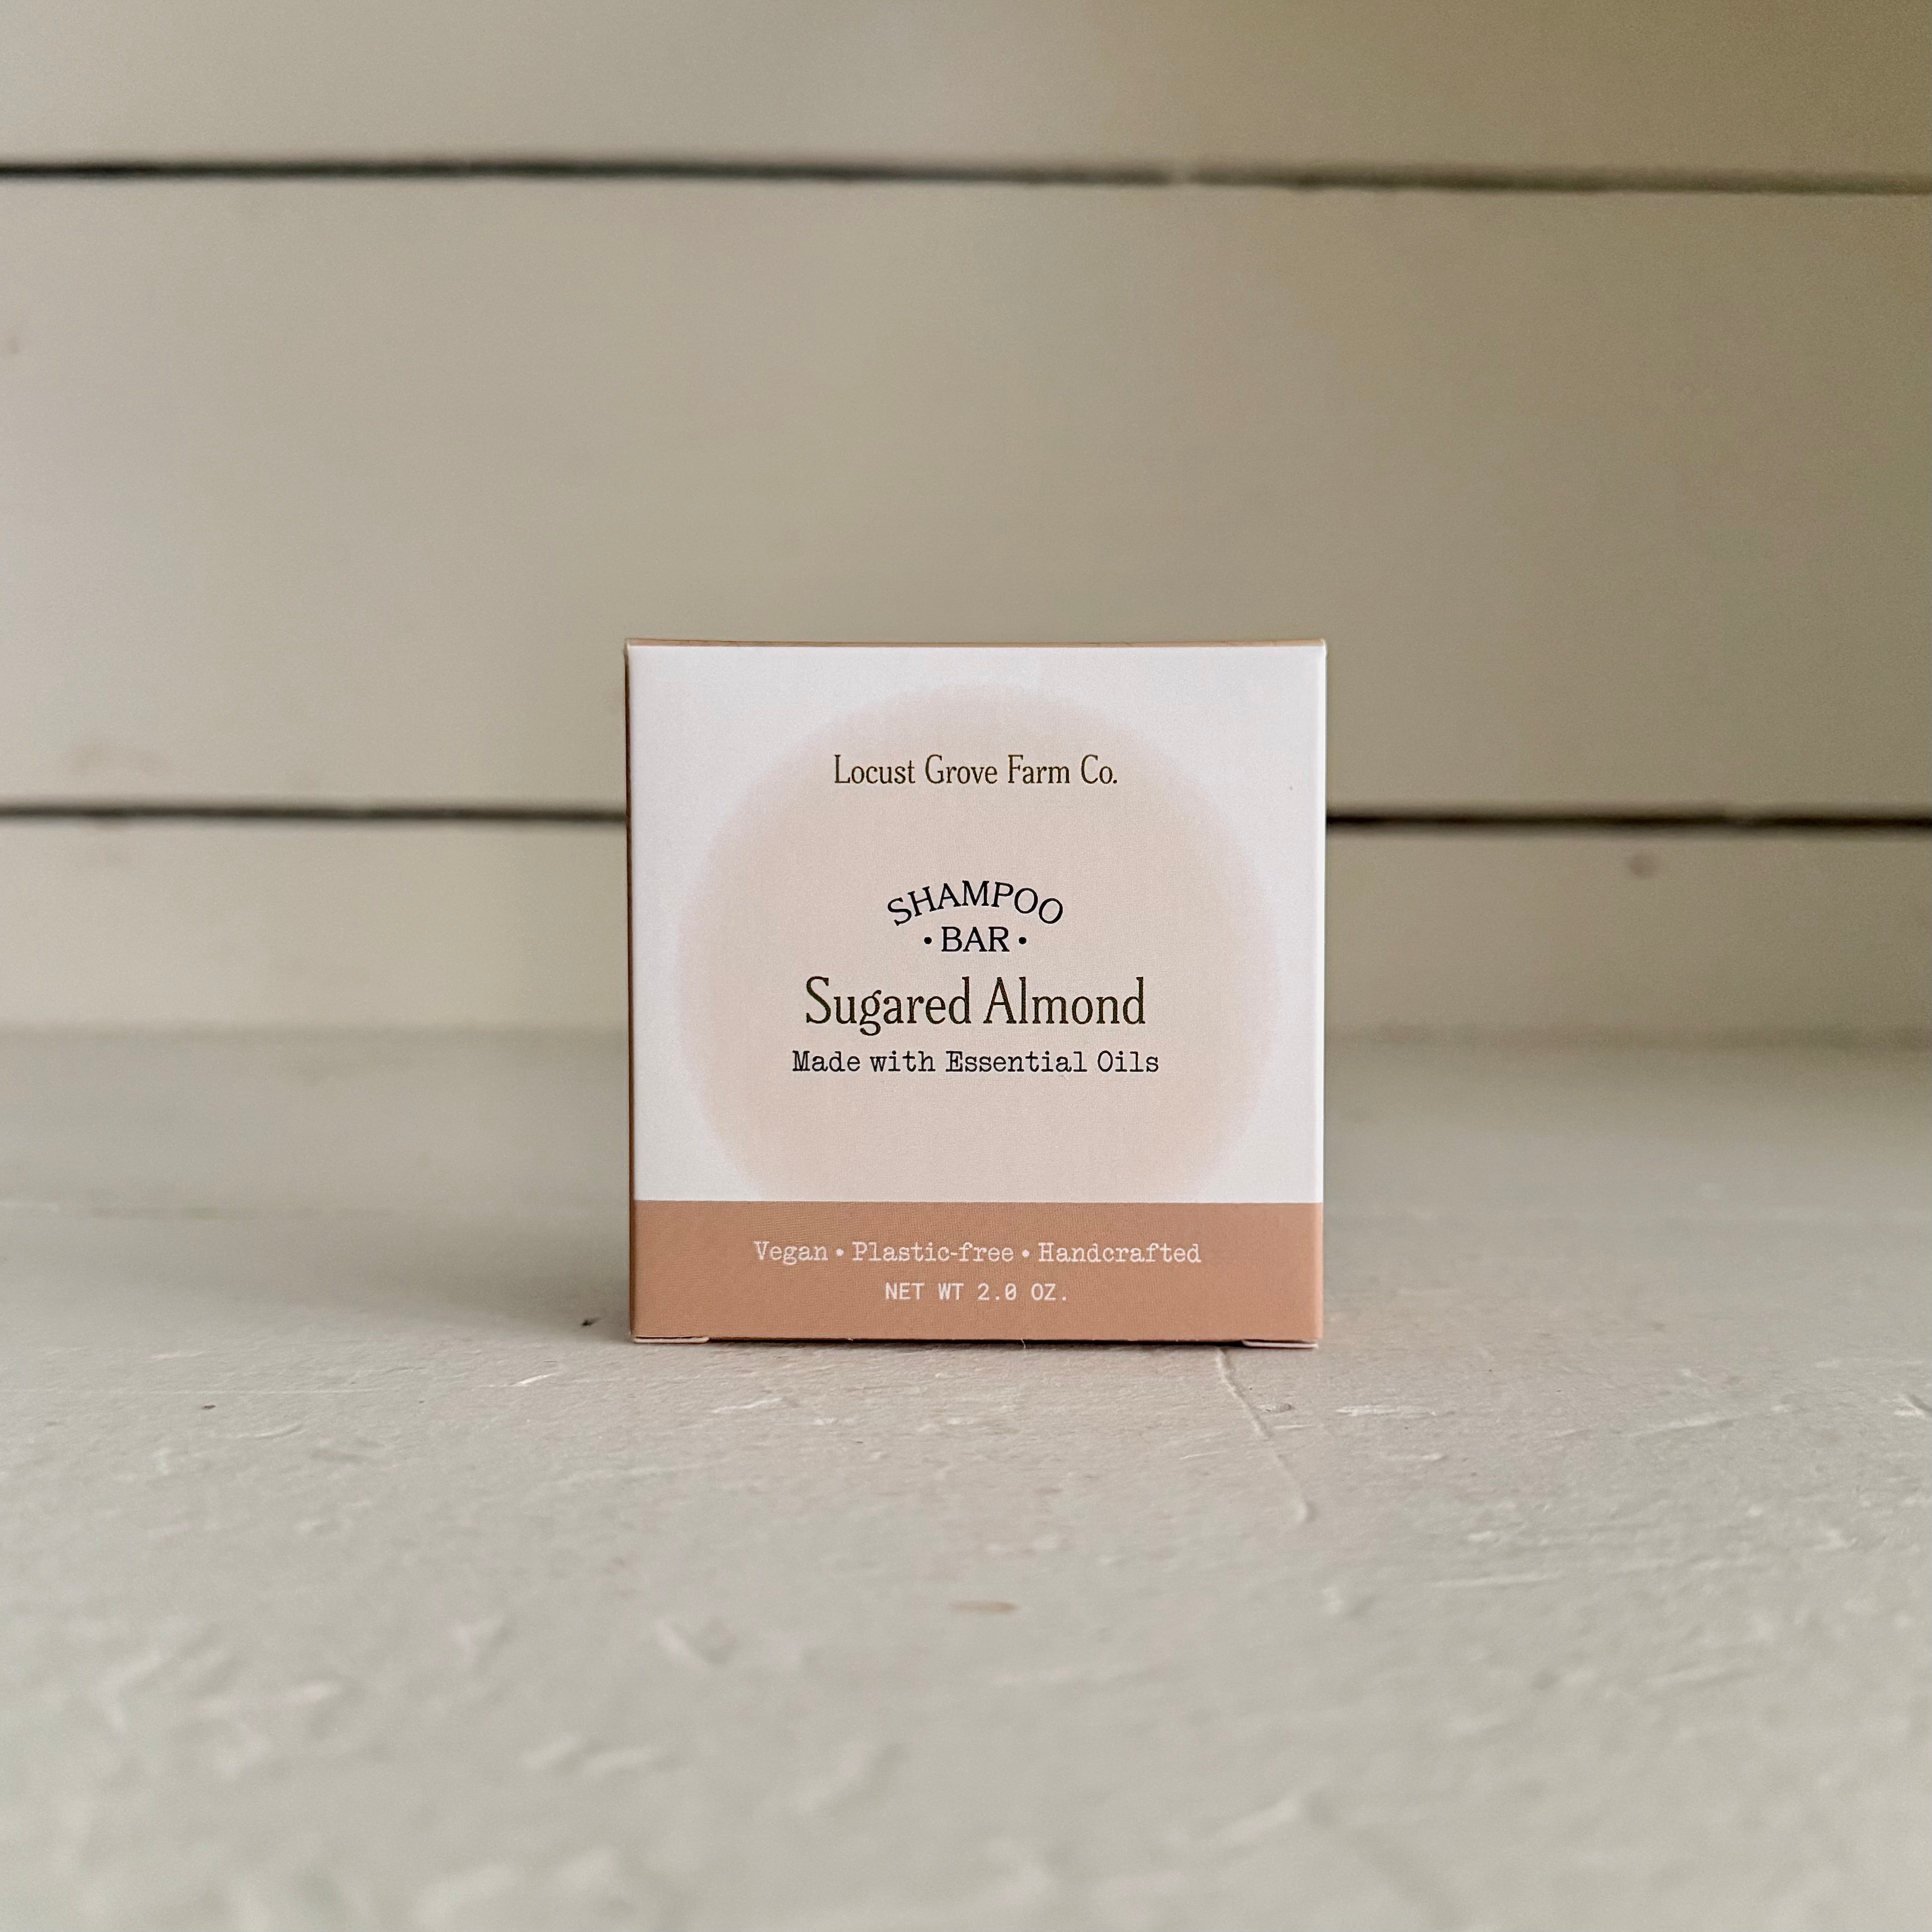 Locust Grove Farm Co.
SHAMPOO
• BAR •
Sugared Almond
Made with Essential Oils
Vegan • Plastic-free • Handcrafted
NET WT 2.0 OZ.